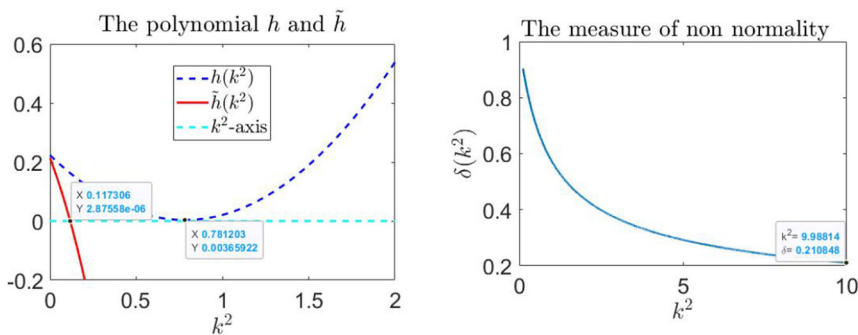 The polynomial h and h̃
0.6
0.4
0.2
0
-0.2
h(k²)
h̃(k²)
k²-axis
X 0.117306
Y 2.87558e-06
X 0.781203
Y 0.00365922
0 0.5 1 1.5 2
k²
The measure of non normality
1
0.8
0.6
0.4
0.2
δ(k²)
k²= 9.98814
δ= 0.210848
0 5 10
k²